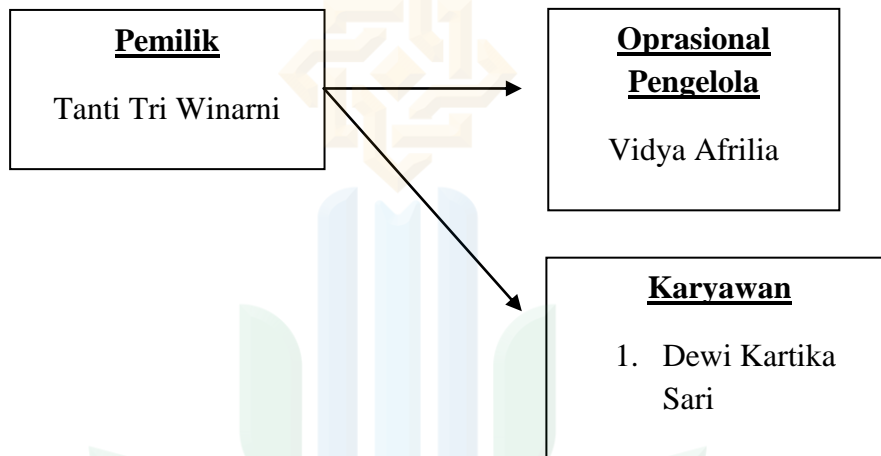 Pemilik
Tanti Tri Winarni
Oprasional
Pengelola
Vidya Afrilia
Karyawan
1. Dewi Kartika
Sari